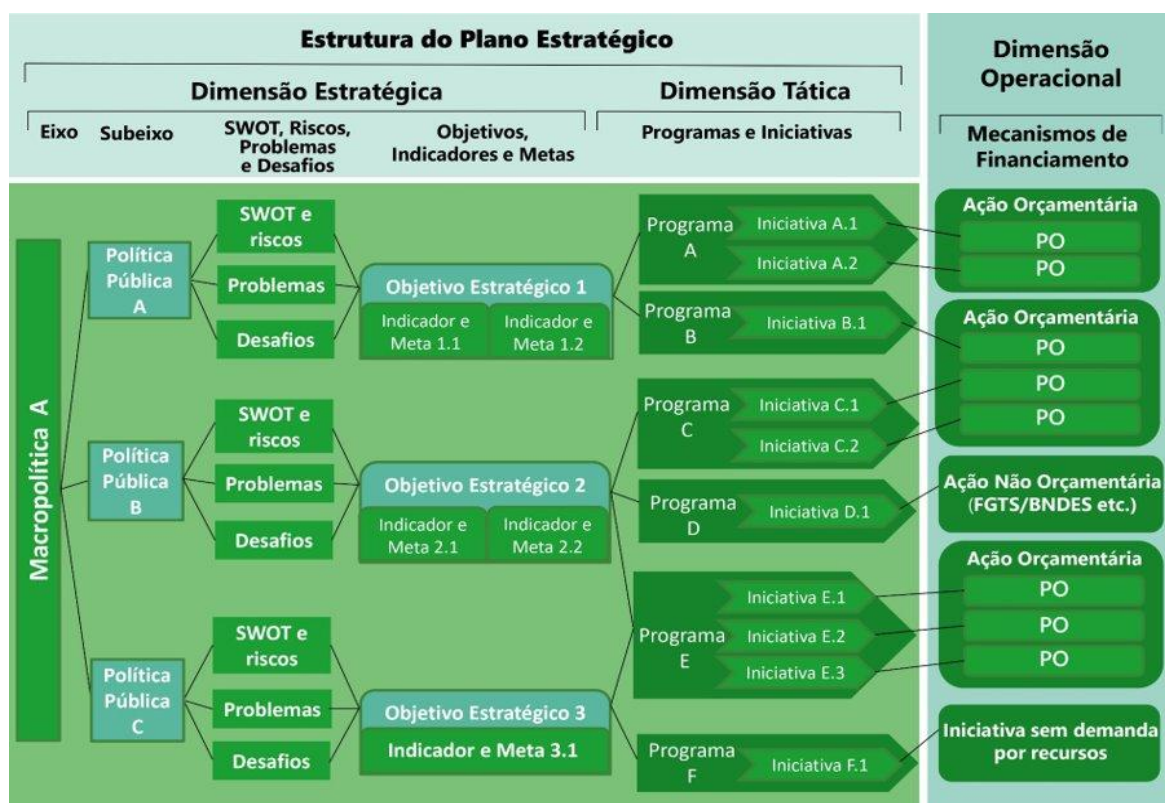 Estrutura do Plano Estratégico
Dimensão Estratégica
Dimensão Tática
Eixo
Subeixo
SWOT, Riscos,
Problemas
e Desafios
Objetivos,
Indicadores e Metas
Programas e Iniciativas
Dimensão
Operacional
Mecanismos de
Financiamento
Macropolítica A
Política
Pública
A
SWOT e
riscos
Problemas
Desafios
Objetivo Estratégico 1
Indicador e
Meta 1.1
Indicador e
Meta 1.2
Programa
A
Iniciativa A.1
Iniciativa A.2
Programa
B
Iniciativa B.1
Política
Pública
B
SWOT e
riscos
Problemas
Desafios
Objetivo Estratégico 2
Indicador e
Meta 2.1
Indicador e
Meta 2.2
Programa
C
Iniciativa C.1
Iniciativa C.2
Programa
D
Iniciativa D.1
Programa
E
Iniciativa E.1
Iniciativa E.2
Iniciativa E.3
Política
Pública
C
SWOT e
riscos
Problemas
Desafios
Objetivo Estratégico 3
Indicador e Meta 3.1
Programa
F
Iniciativa F.1
Ação Orçamentária
PO
PO
Ação Orçamentária
PO
PO
PO
Ação Não Orçamentária
(FGTS/BNDES etc.)
Ação Orçamentária
PO
PO
PO
Iniciativa sem demanda
por recursos